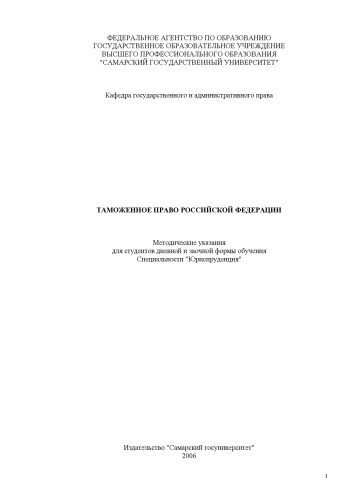 ФЕДЕРАЛЬНОЕ АГЕНТСТВО ПО ОБРАЗОВАНИЮ
ГОСУДАРСТВЕННОЕ ОБРАЗОВАТЕЛЬНОЕ УЧРЕЖДЕНИЕ
ВЫСШЕГО ПРОФЕССИОНАЛЬНОГО ОБРАЗОВАНИЯ
"САМАРСКИЙ ГОСУДАРСТВЕННЫЙ УНИВЕРСИТЕТ"
Кафедра государственного и административного права
ТАМОЖЕННОЕ ПРАВО РОССИЙСКОЙ ФЕДЕРАЦИИ
Методические указания
для студентов дневной и заочной формы обучения
Специальности "Юриспруденция"
Издательство "Самарский госуниверситет"
2006
1